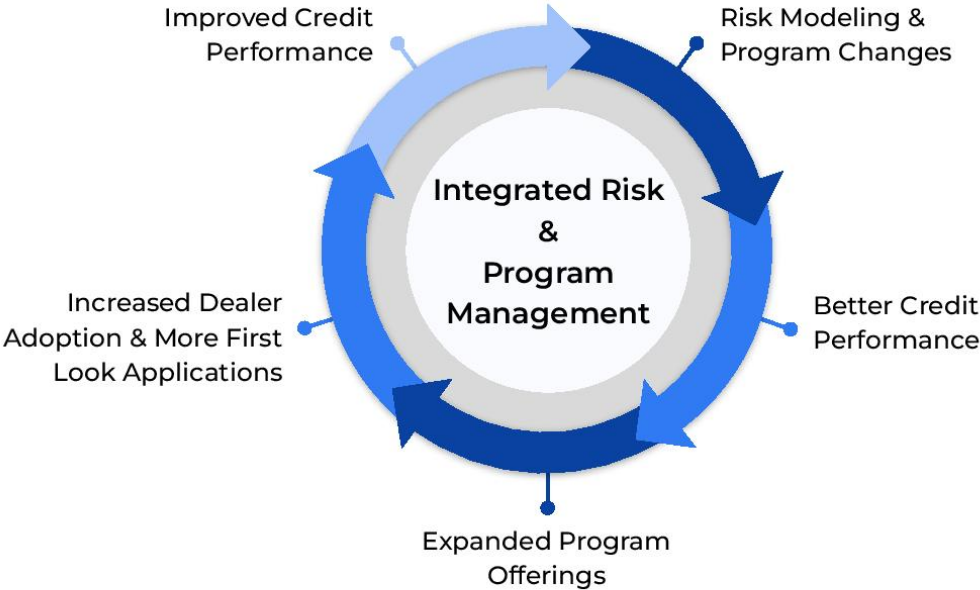 Improved Credit
Performance
Risk Modeling &
Program Changes
Integrated Risk
&
Program
Management
Better Credit
Performance
Increased Dealer
Adoption & More First
Look Applications
Expanded Program
Offerings